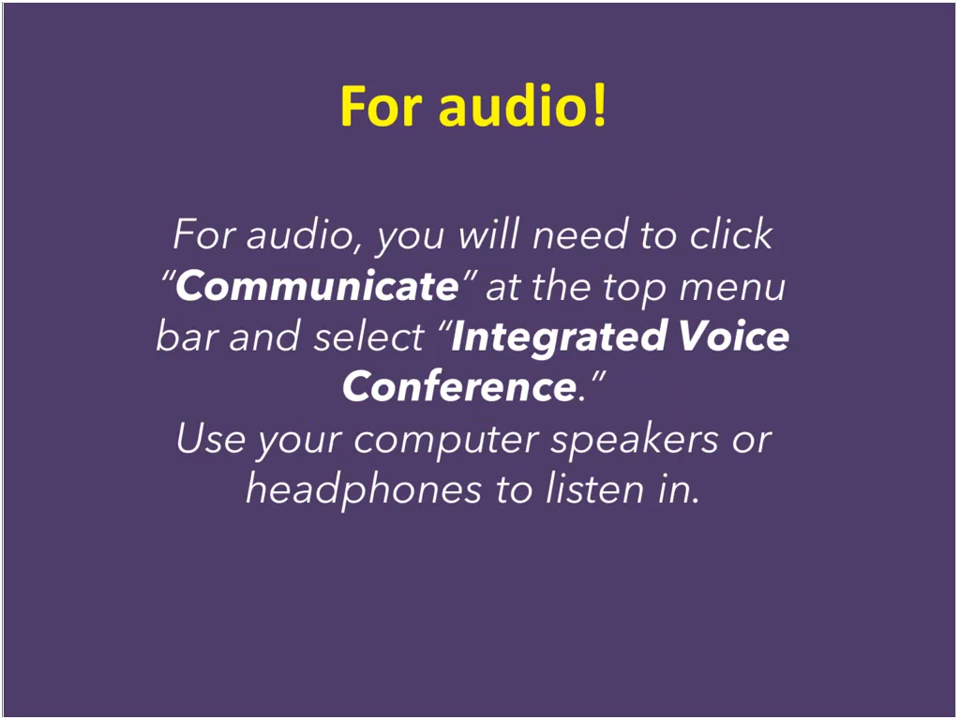 For audio!
For audio, you will need to click
“Communicate” at the top menu
bar and select “Integrated Voice
Conference.”
Use your computer speakers or
headphones to listen in.